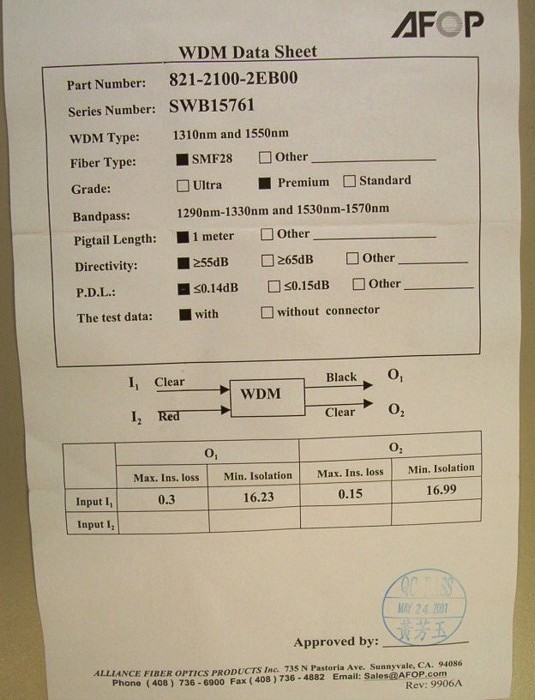 AFOP
WDM Data Sheet
Part Number: 821-2100-2EB00
Series Number: SWB15761
WDM Type: 1310nm and 1550nm
Fiber Type: ■ SMF28 □ Other
Grade: □ Ultra ■ Premium □ Standard
Bandpass: 1290nm-1330nm and 1530nm-1570nm
Pigtail Length: ■ 1 meter □ Other
Directivity: ■ ≥55dB □ ≥65dB □ Other
P.D.L.: ■ ≤0.14dB □ ≤0.15dB □ Other
The test data: ■ with □ without connector
I₁ Clear WDM Black O₁
I₂ Red Clear O₂
O₁ O₂
Max. Ins. loss Min. Isolation Max. Ins. loss Min. Isolation
Input I₁ 0.3 16.23 0.15 16.99
Input I₂
QC PASS
MAY 24 2001
黃芳玉
Approved by:
ALLIANCE FIBER OPTICS PRODUCTS Inc. 735 N Pastoria Ave. Sunnyvale, CA. 94086
Phone ( 408 ) 736 - 6900 Fax ( 408 ) 736 - 4882 Email: Sales@AFOP.com
Rev: 9906A